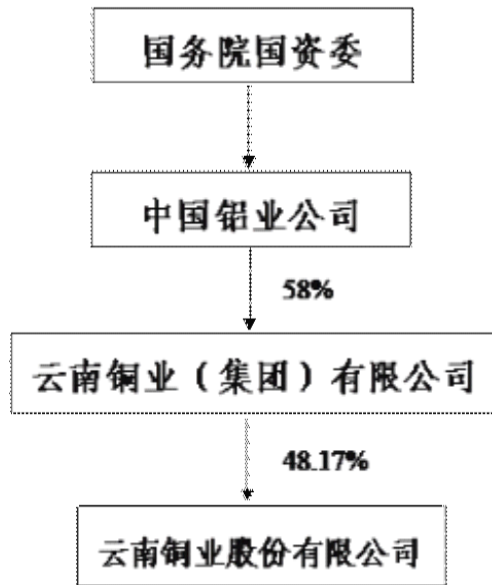 国务院国资委
中国铝业公司
58%
云南铜业（集团）有限公司
48.17%
云南铜业股份有限公司